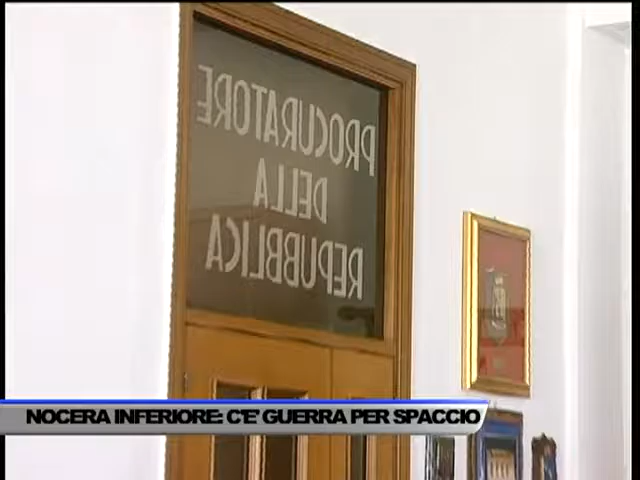 PROCURATORE
DELLA
REPUBBLICA
NOCERA INFERIORE: C'E' GUERRA PER SPACCIO